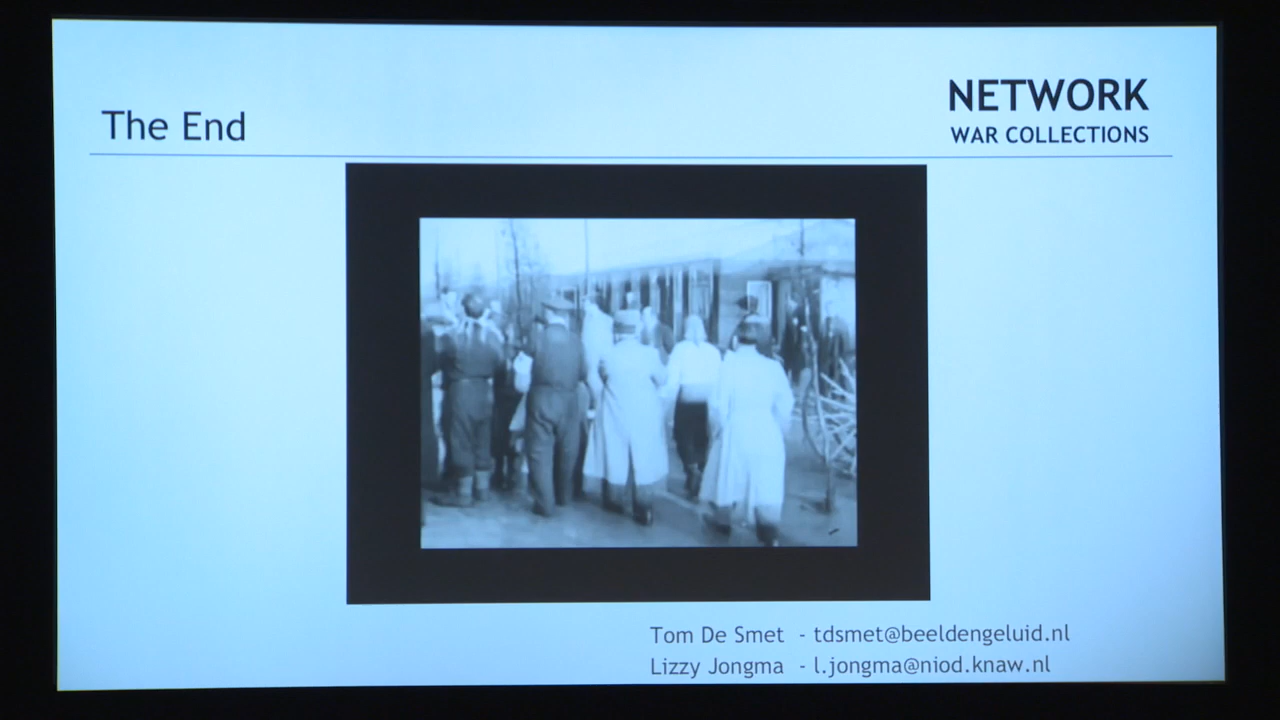 NETWORK
WAR COLLECTIONS
The End
Tom De Smet - tdsmet@beeldengeluid.nl
Lizzy Jongma - l.jongma@niod.knaw.nl